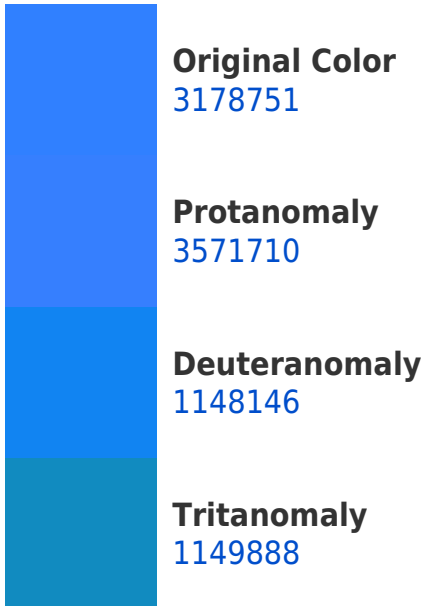 Original Color
3178751
Protanomaly
3571710
Deuteranomaly
1148146
Tritanomaly
1149888